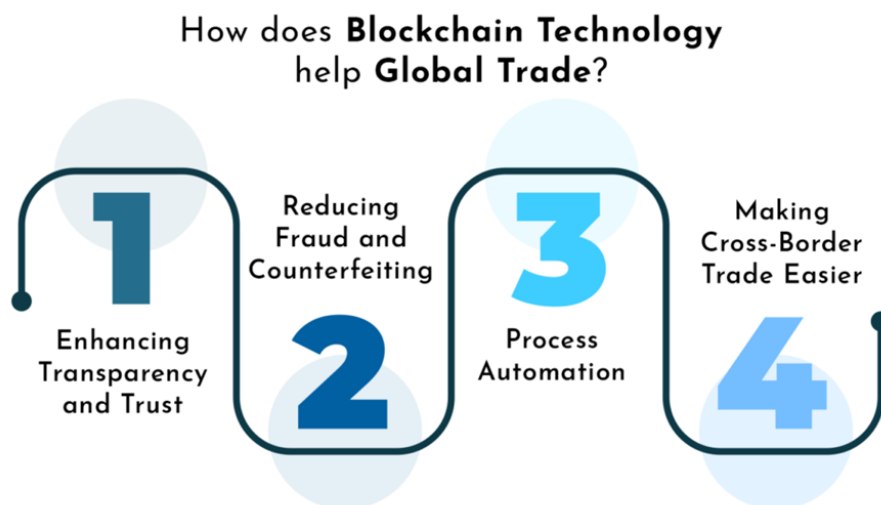 How does Blockchain Technology
help Global Trade?
1
Enhancing
Transparency
and Trust
Reducing
Fraud and
Counterfeiting
2
3
Process
Automation
Making
Cross-Border
Trade Easier
4